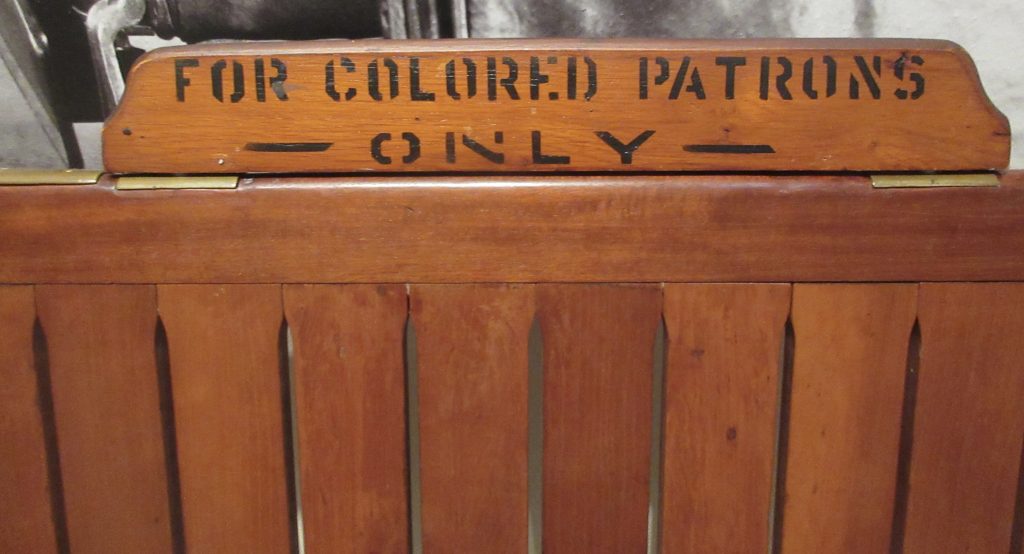 FOR COLORED PATRONS
— ONLY —